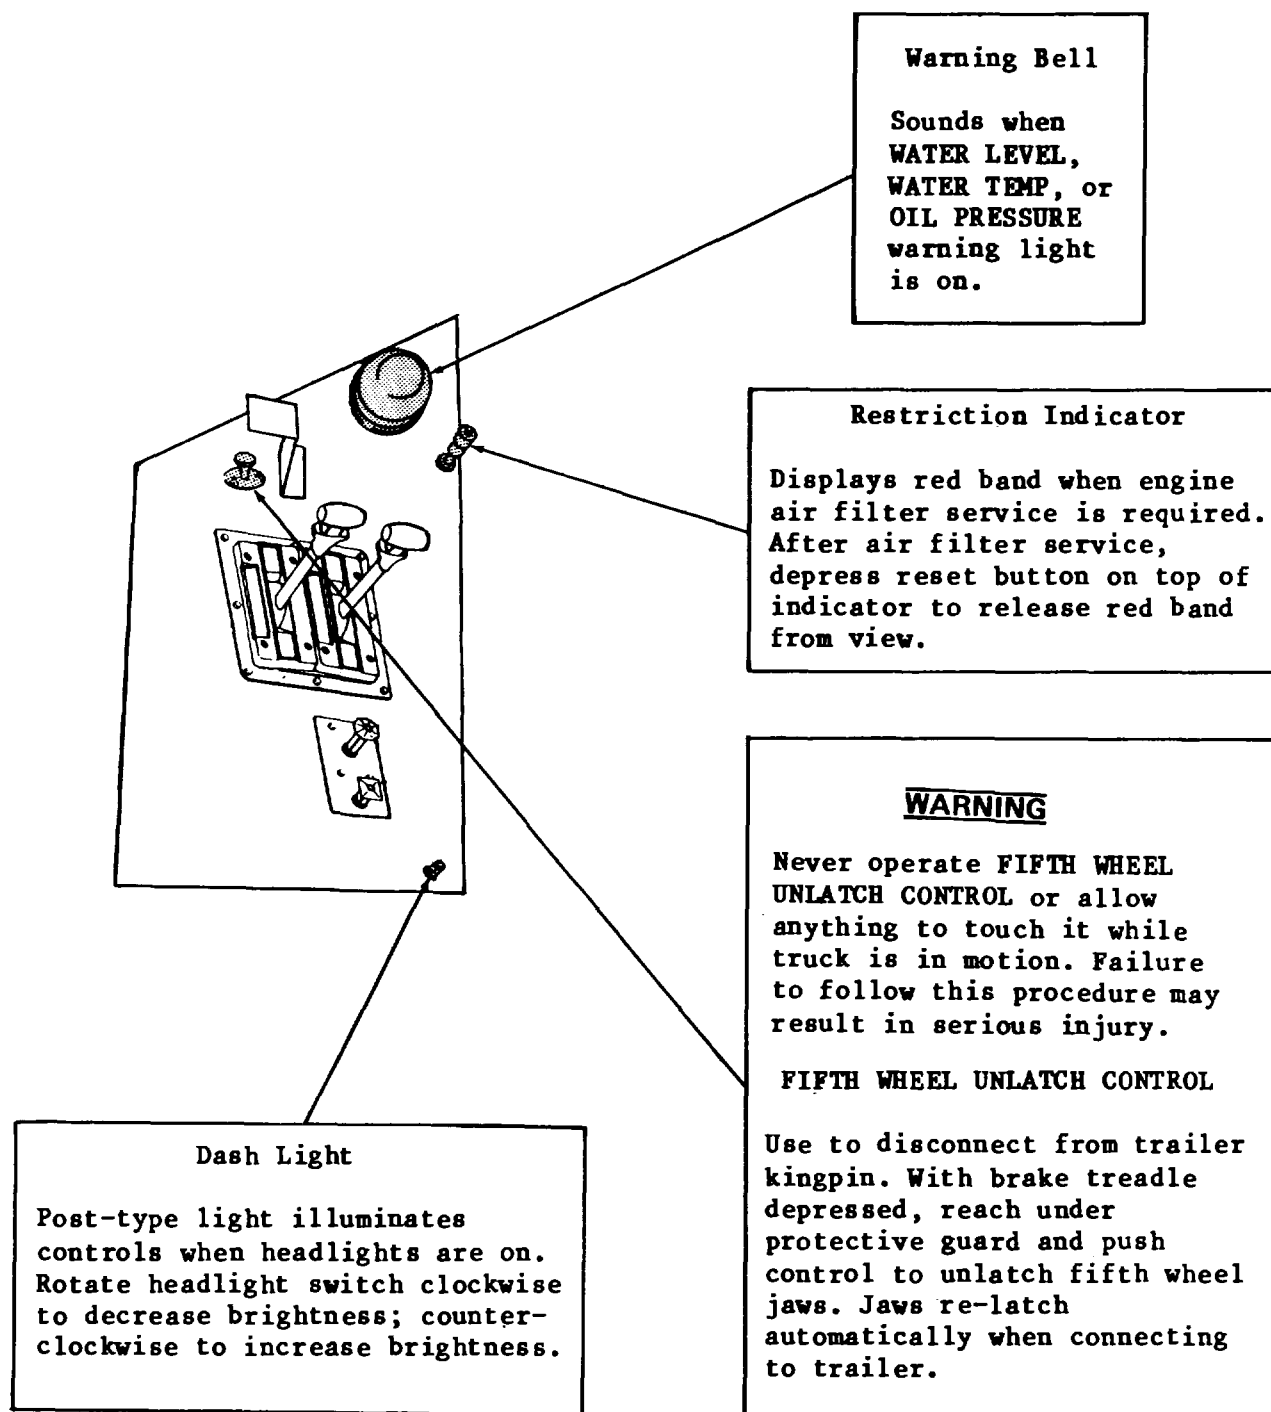 Warning Bell
Sounds when
WATER LEVEL,
WATER TEMP, or
OIL PRESSURE
warning light
is on.
Restriction Indicator
Displays red band when engine
air filter service is required.
After air filter service,
depress reset button on top of
indicator to release red band
from view.
WARNING
Never operate FIFTH WHEEL
UNLATCH CONTROL or allow
anything to touch it while
truck is in motion. Failure
to follow this procedure may
result in serious injury.
FIFTH WHEEL UNLATCH CONTROL
Use to disconnect from trailer
kingpin. With brake treadle
depressed, reach under
protective guard and push
control to unlatch fifth wheel
jaws. Jaws re-latch
automatically when connecting
to trailer.
Dash Light
Post-type light illuminates
controls when headlights are on.
Rotate headlight switch clockwise
to decrease brightness; counter-
clockwise to increase brightness.